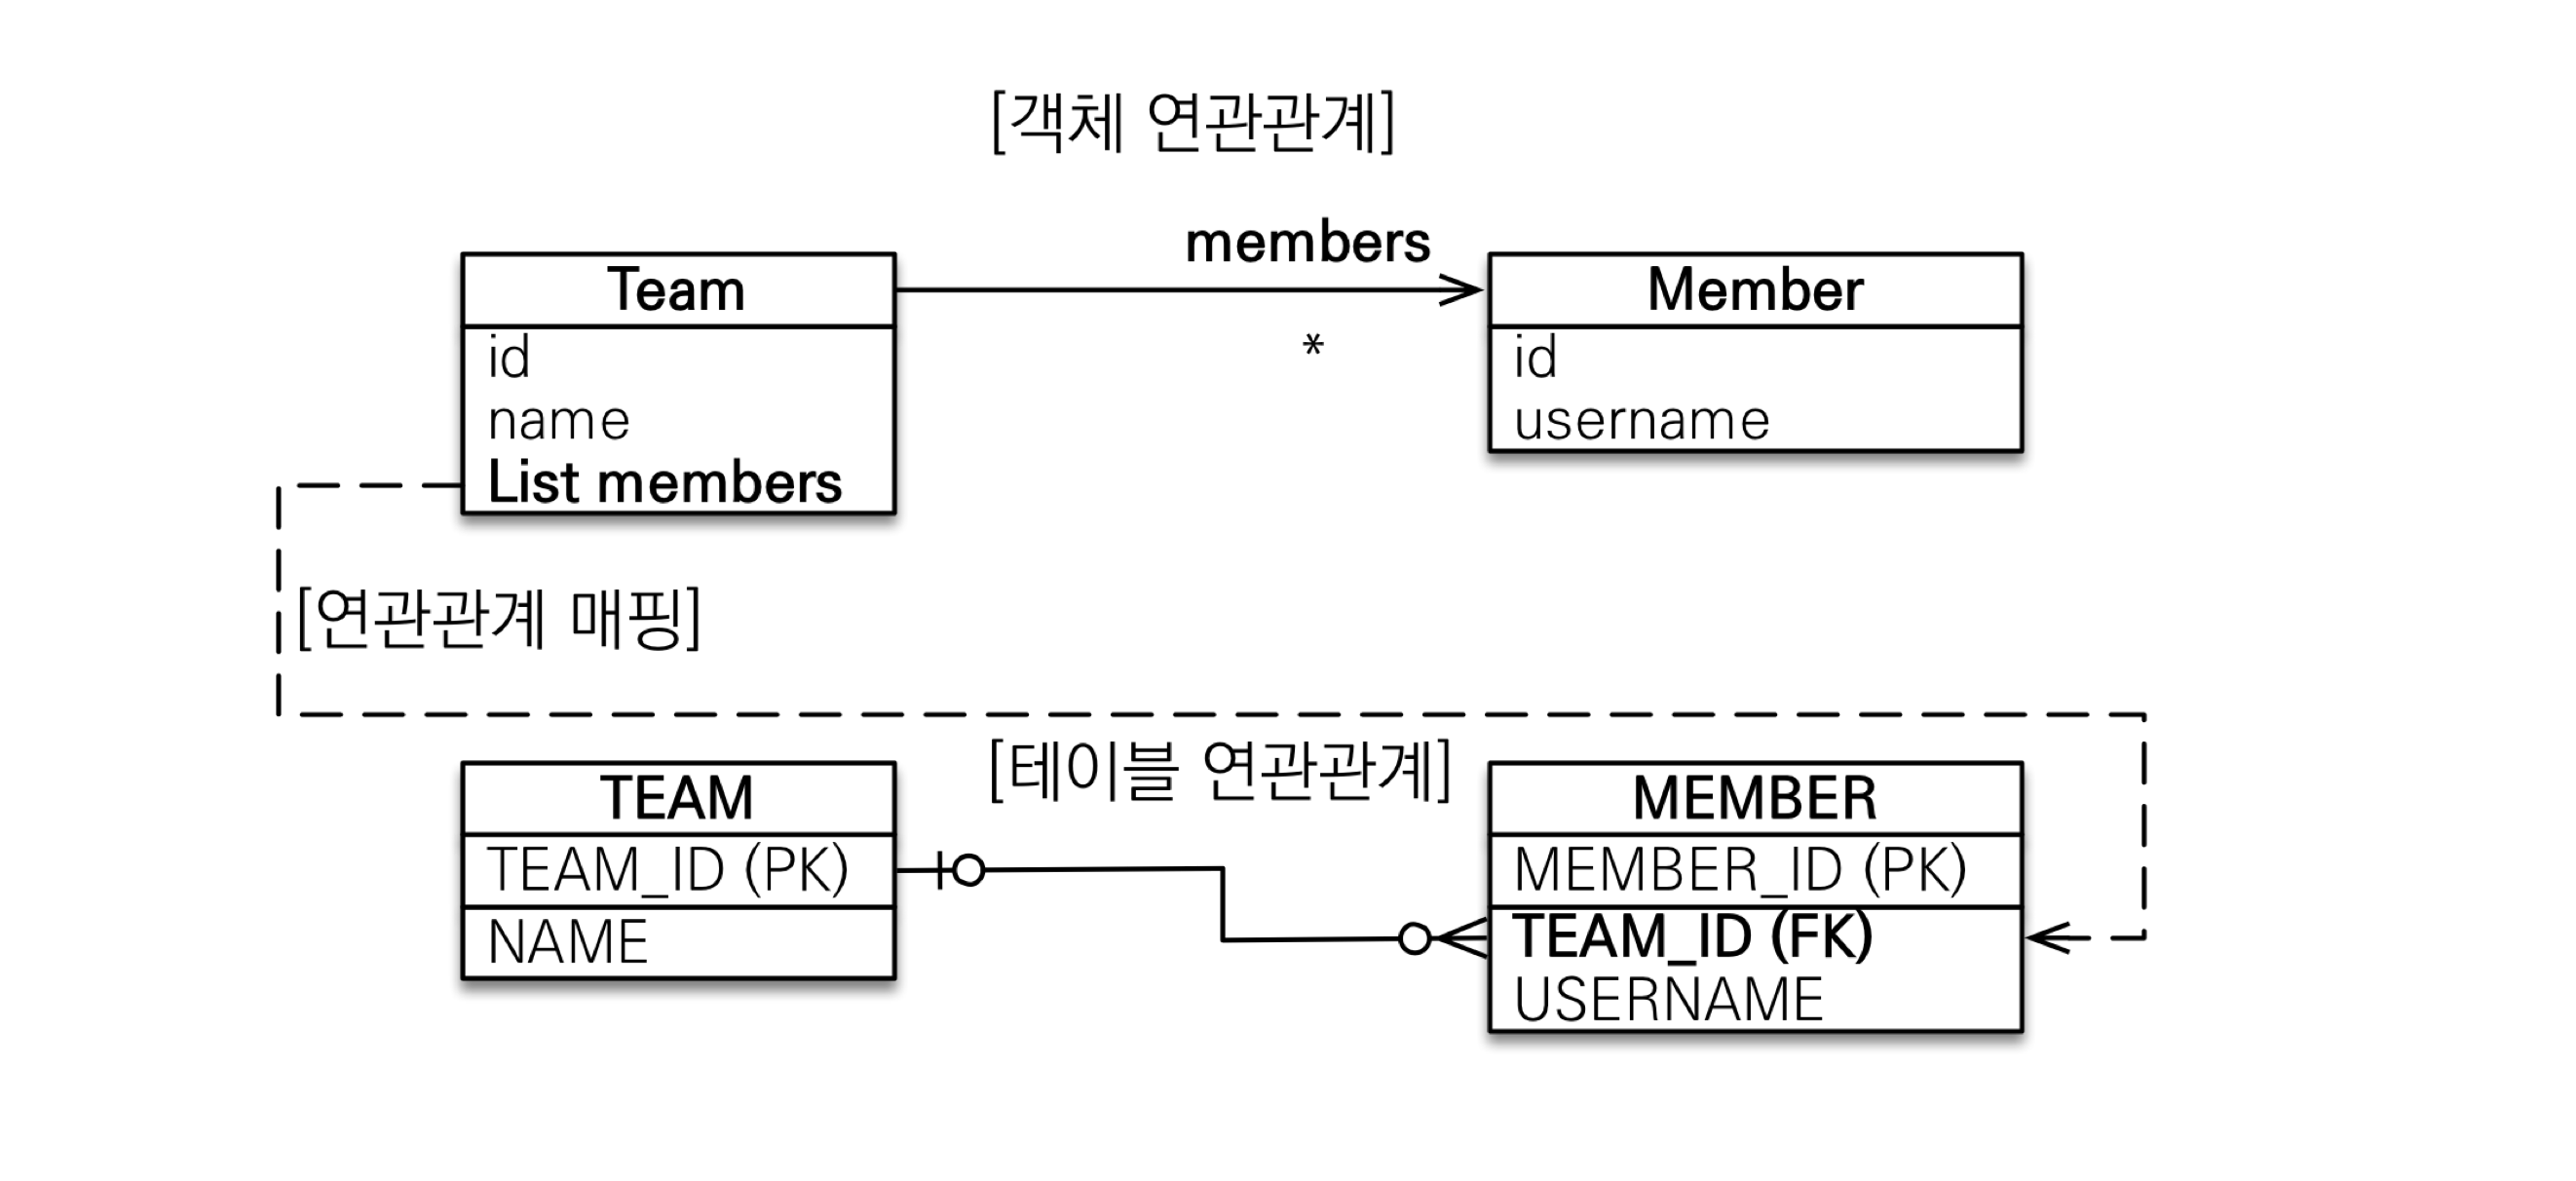 [객체 연관관계]
members
Team
Member
*
id
name
List members
id
username
[연관관계 매핑]
[테이블 연관관계]
TEAM
TEAM_ID (PK)
NAME
MEMBER
MEMBER_ID (PK)
TEAM_ID (FK)
USERNAME